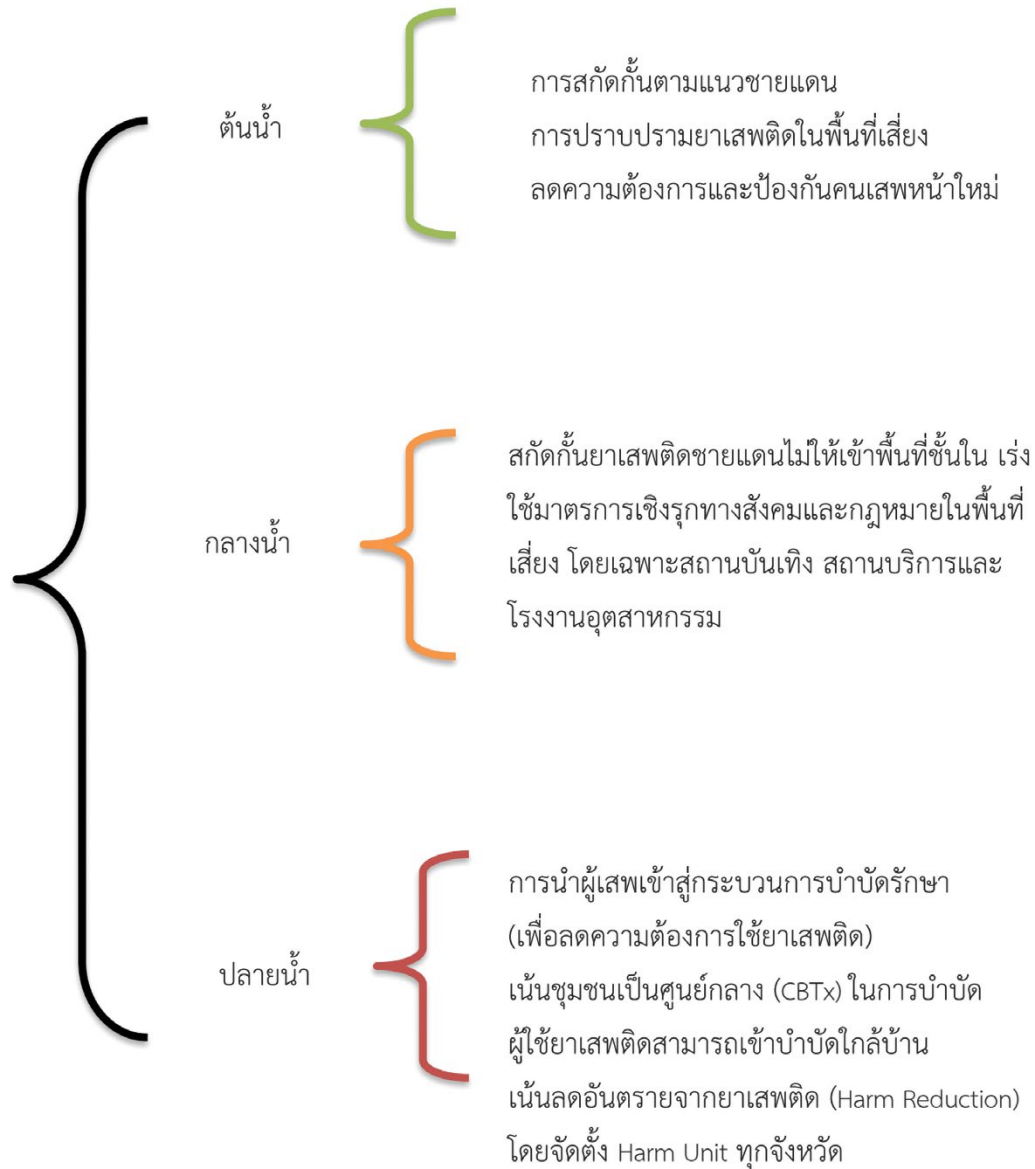 ต้นน้ำ
การสกัดกั้นตามแนวชายแดน
การปราบปรามยาเสพติดในพื้นที่เสี่ยง
ลดความต้องการและป้องกันคนเสพหน้าใหม่
กลางน้ำ
สกัดกั้นยาเสพติดชายแดนไม่ให้เข้าพื้นที่ชั้นใน เร่ง
ใช้มาตรการเชิงรุกทางสังคมและกฎหมายในพื้นที่
เสี่ยง โดยเฉพาะสถานบันเทิง สถานบริการและ
โรงงานอุตสาหกรรม
ปลายน้ำ
การนำผู้เสพเข้าสู่กระบวนการบำบัดรักษา
(เพื่อลดความต้องการใช้ยาเสพติด)
เน้นชุมชนเป็นศูนย์กลาง (CBTx) ในการบำบัด
ผู้ใช้ยาเสพติดสามารถเข้าบำบัดใกล้บ้าน
เน้นลดอันตรายจากยาเสพติด (Harm Reduction)
โดยจัดตั้ง Harm Unit ทุกจังหวัด